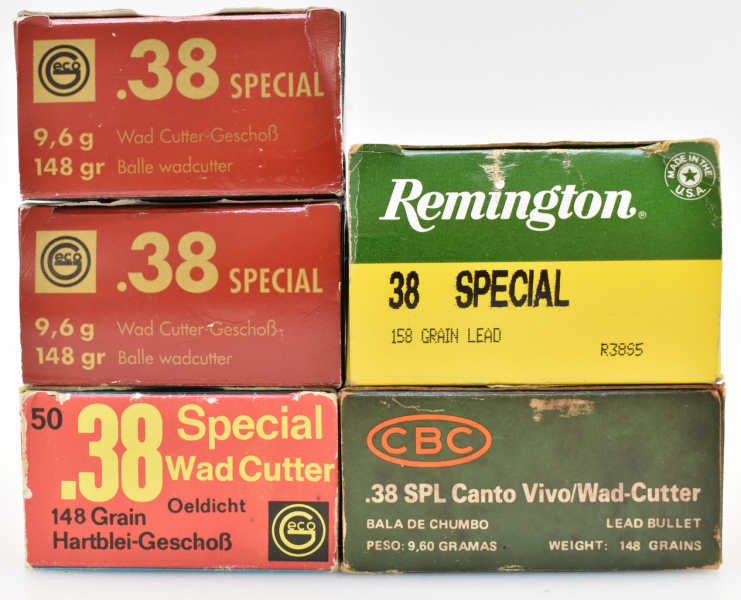 Geco
.38 SPECIAL
9,6 g Wad Cutter-Geschoß
148 gr Balle wadcutter
Geco
.38 SPECIAL
9,6 g Wad Cutter-Geschoß
148 gr Balle wadcutter
50
.38 Special
Wad Cutter
Oeldicht
148 Grain
Hartblei-Geschoß
Geco
MADE IN THE U.S.A.
Remington®
38 SPECIAL
158 GRAIN LEAD
R38S5
CBC
.38 SPL Canto Vivo/Wad-Cutter
BALA DE CHUMBO LEAD BULLET
PESO: 9,60 GRAMAS WEIGHT: 148 GRAINS